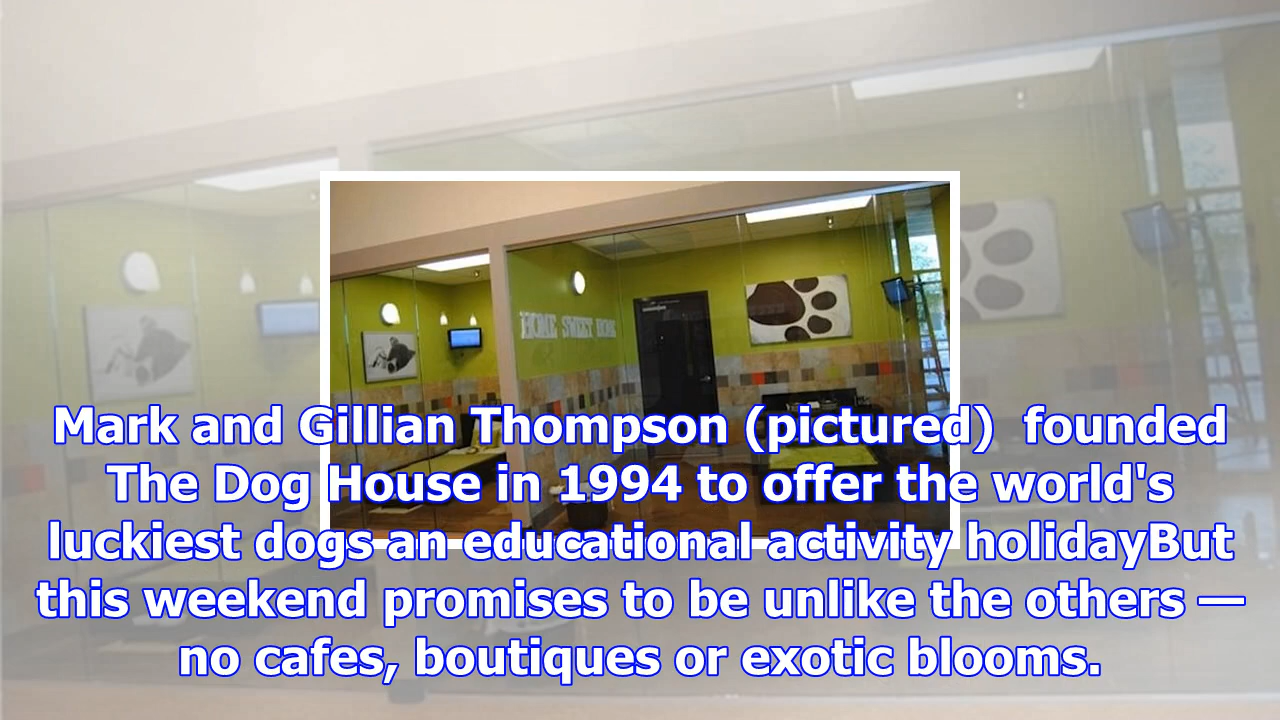 HOME SWEET HOME
Mark and Gillian Thompson (pictured)  founded
The Dog House in 1994 to offer the world's
luckiest dogs an educational activity holidayBut
this weekend promises to be unlike the others —
no cafes, boutiques or exotic blooms.